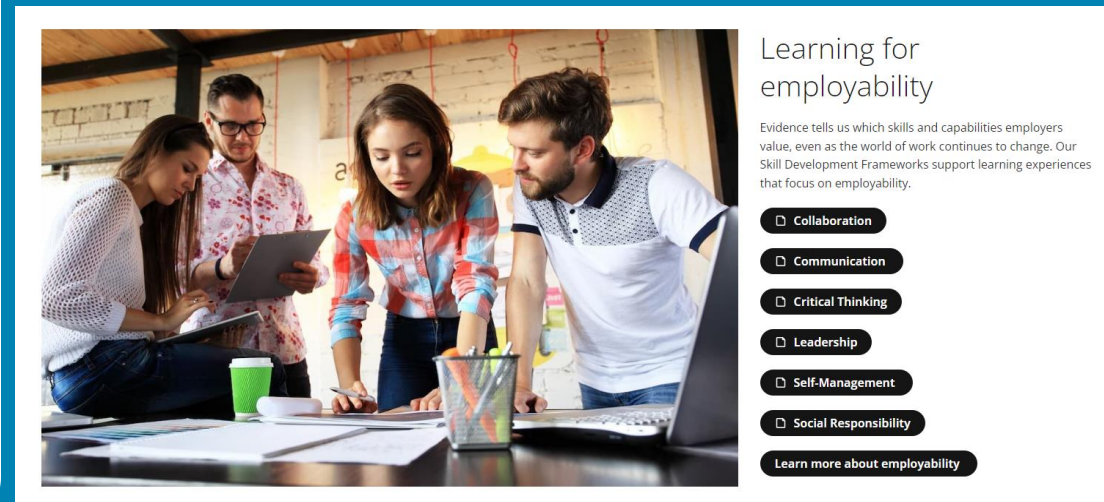 Learning for
employability
Evidence tells us which skills and capabilities employers
value, even as the world of work continues to change. Our
Skill Development Frameworks support learning experiences
that focus on employability.
Collaboration
Communication
Critical Thinking
Leadership
Self-Management
Social Responsibility
Learn more about employability